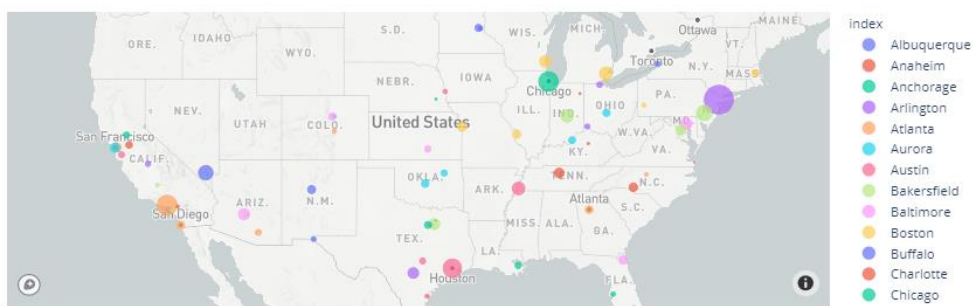 Ottawa
MAINE
ORE.
IDAHO
S.D.
WIS.
MICH
VT.
WYO.
Toronto
N.Y.
MASS
NEBR.
IOWA
Chicago
NEV.
UTAH
COLO.
United States
ILL.
IND.
OHIO
PA.
San Francisco
CALIF.
W.VA.
MD.
KY.
VA.
OKLA.
ARK.
TENN.
N.C.
San Diego
ARIZ.
N.M.
Atlanta
S.C.
MISS.
ALA.
GA.
TEX.
LA.
Houston
FLA.
i
index
Albuquerque
Anaheim
Anchorage
Arlington
Atlanta
Aurora
Austin
Bakersfield
Baltimore
Boston
Buffalo
Charlotte
Chicago